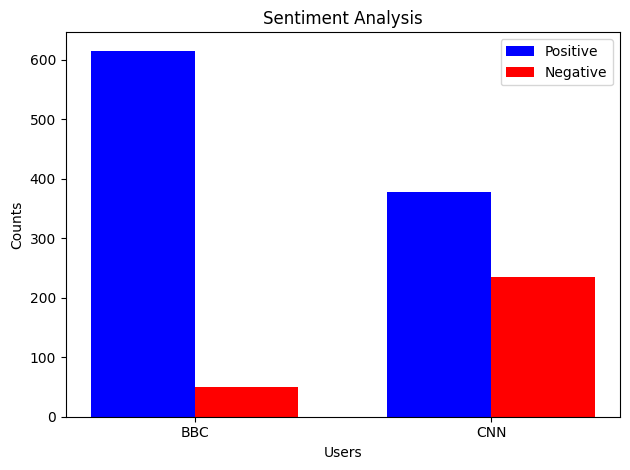 Sentiment Analysis
Positive
Negative
600
500
400
300
200
100
0
Counts
BBC
CNN
Users